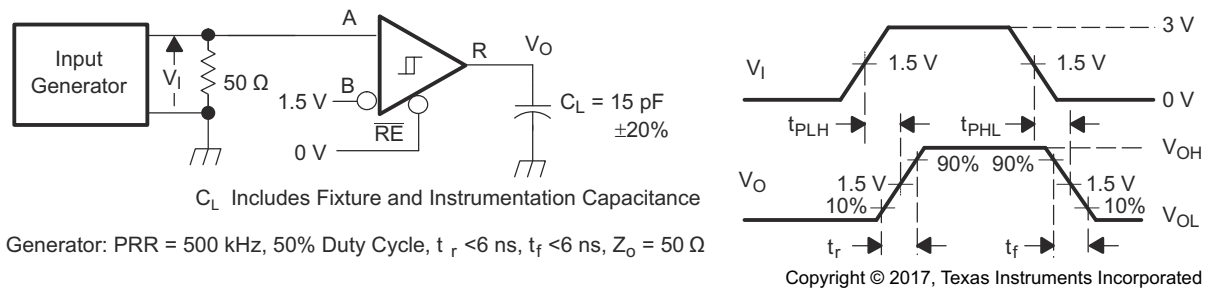 Input
Generator
V_I
50 Ω
A
B
1.5 V
R̅E̅
0 V
R
V_O
C_L = 15 pF
±20%
C_L Includes Fixture and Instrumentation Capacitance
Generator: PRR = 500 kHz, 50% Duty Cycle, t_r <6 ns, t_f <6 ns, Z_o = 50 Ω
V_I
1.5 V
1.5 V
3 V
0 V
t_PLH
t_PHL
V_O
90%
90%
1.5 V
1.5 V
10%
10%
V_OH
V_OL
t_r
t_f
Copyright © 2017, Texas Instruments Incorporated